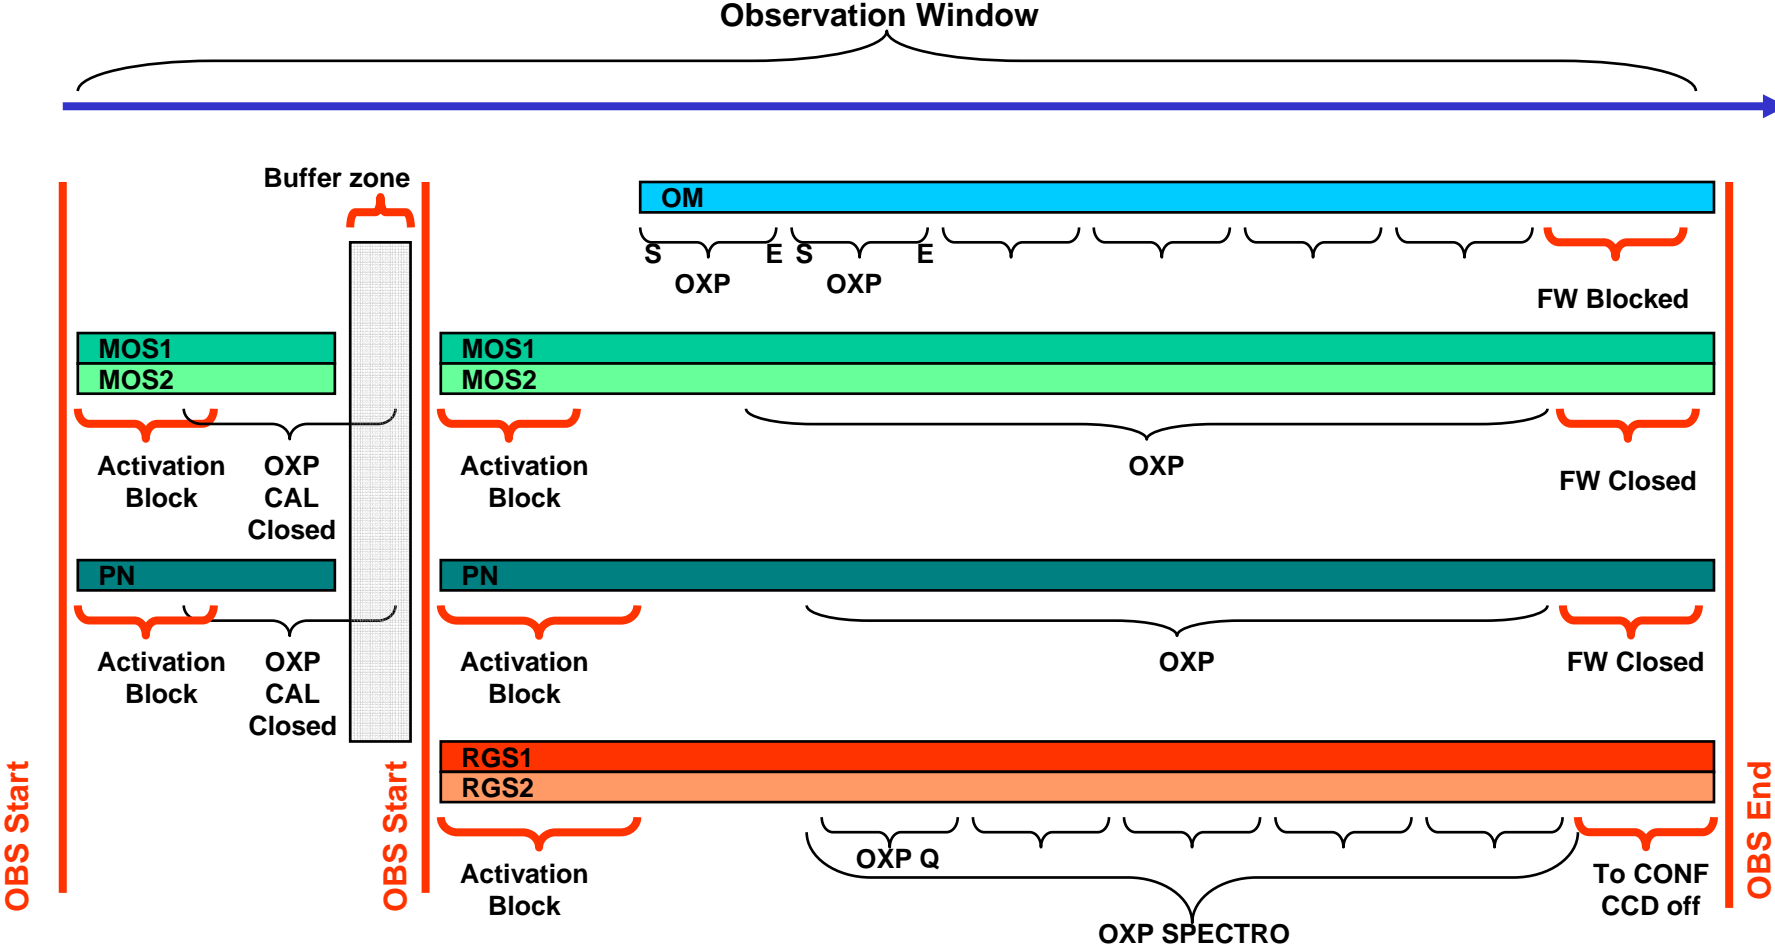 Observation Window
Buffer zone
OM
S E S E
OXP OXP
FW Blocked
MOS1 MOS1
MOS2 MOS2
Activation OXP Activation OXP
Block CAL Block FW Closed
Closed
PN PN
Activation OXP Activation OXP FW Closed
Block CAL Block
Closed
OBS Start
OBS Start
OBS End
RGS1
RGS2
OXP Q
Activation To CONF
Block CCD off
OXP SPECTRO